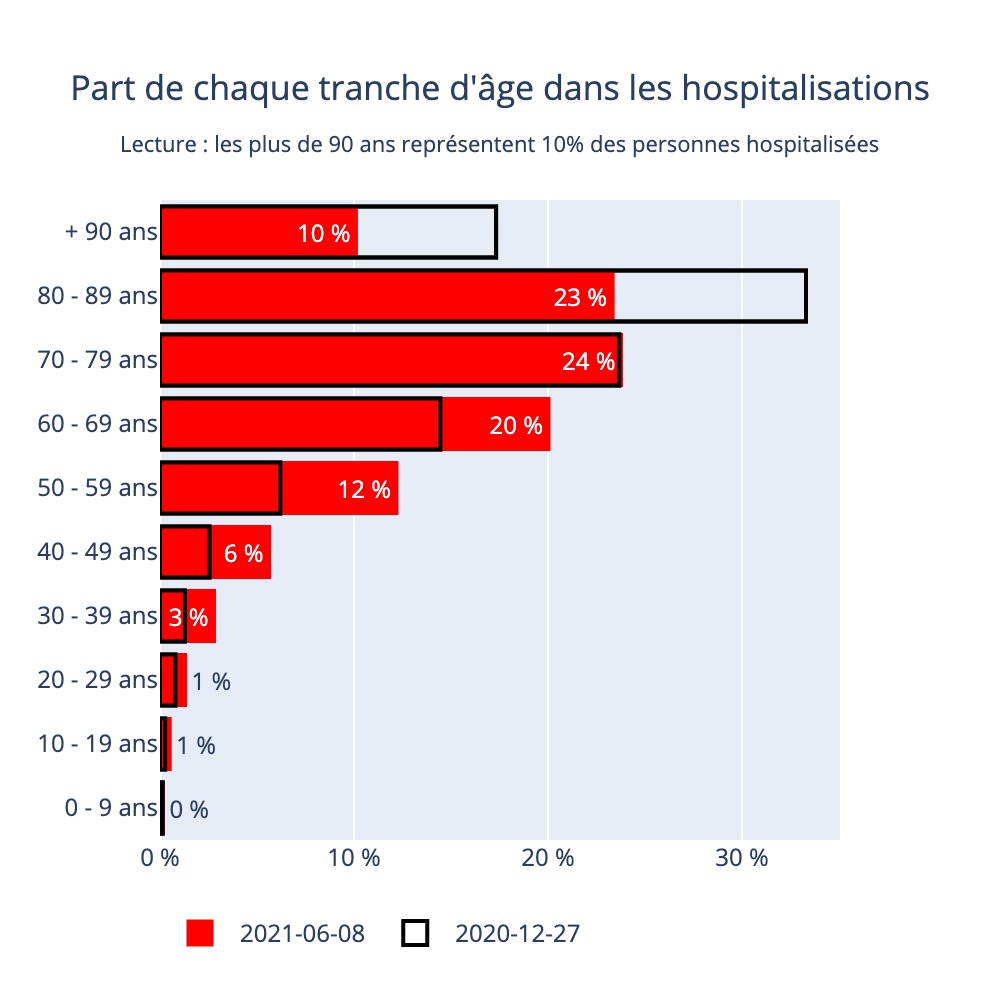 Part de chaque tranche d'âge dans les hospitalisations
Lecture : les plus de 90 ans représentent 10% des personnes hospitalisées
+ 90 ans 10 %
80 - 89 ans 23 %
70 - 79 ans 24 %
60 - 69 ans 20 %
50 - 59 ans 12 %
40 - 49 ans 6 %
30 - 39 ans 3 %
20 - 29 ans 1 %
10 - 19 ans 1 %
0 - 9 ans 0 %
0 % 10 % 20 % 30 %
2021-06-08 2020-12-27